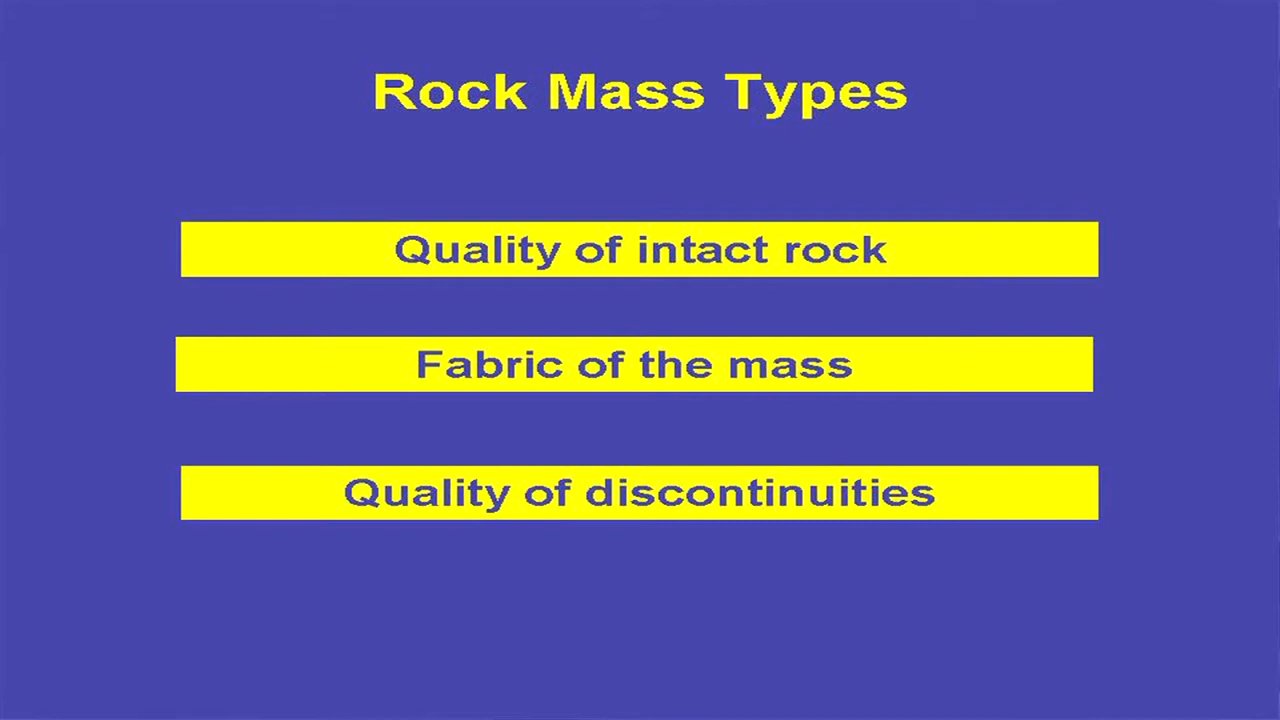 Rock Mass Types
Quality of intact rock
Fabric of the mass
Quality of discontinuities